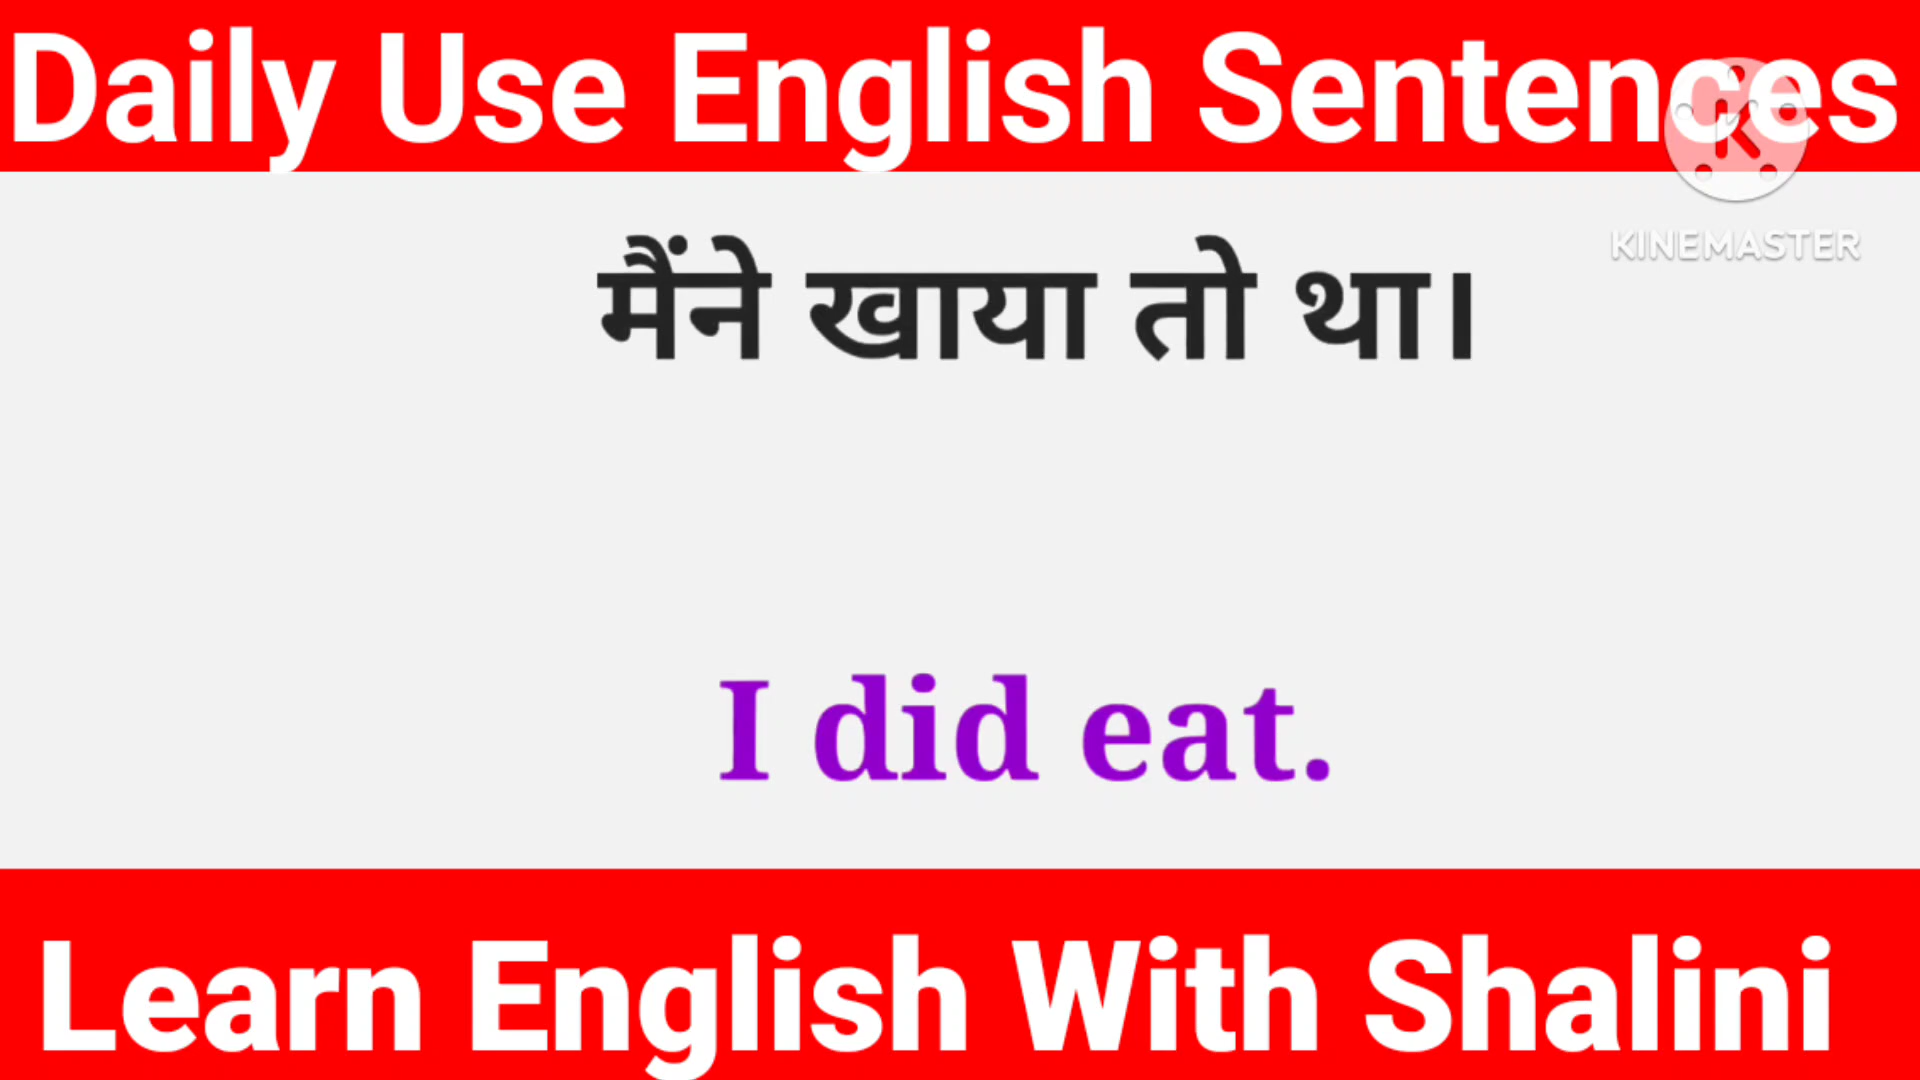 Daily Use English Sentences
KINEMASTER
मैंने खाया तो था।
I did eat.
Learn English With Shalini